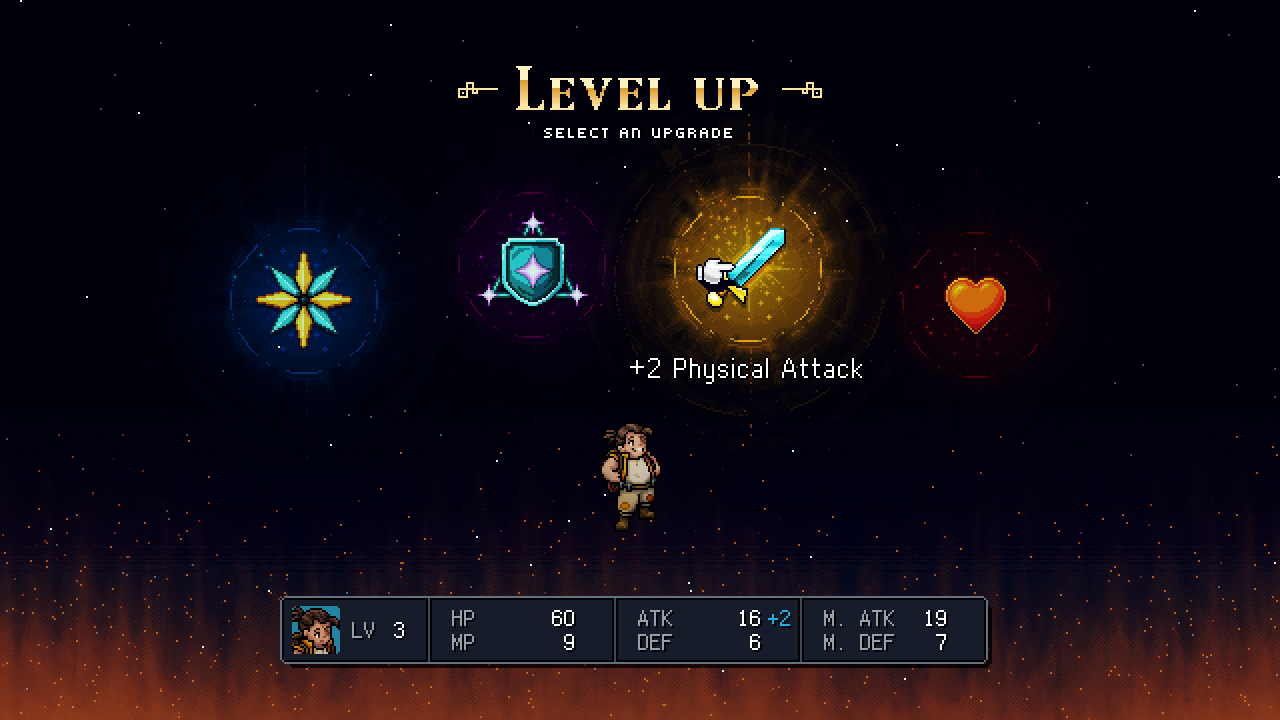 LEVEL UP
SELECT AN UPGRADE
+2 Physical Attack
LV 3
HP 60
MP 9
ATK 16 +2
DEF 6
M. ATK 19
M. DEF 7